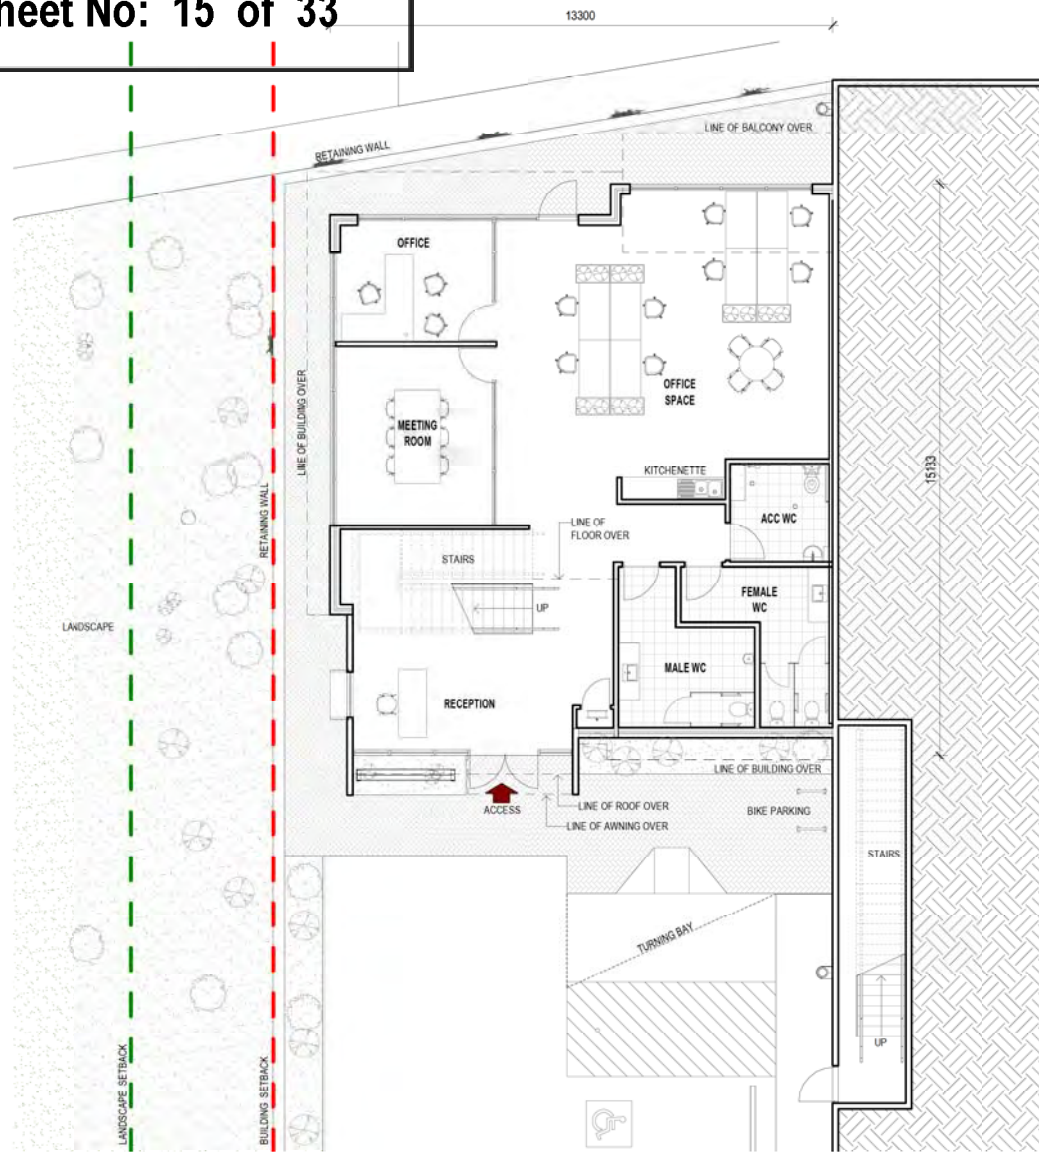 heet No: 15 of 33
13300
LINE OF BALCONY OVER
RETAINING WALL
OFFICE
LINE OF BUILDING OVER
OFFICE
SPACE
MEETING
ROOM
KITCHENETTE
15133
RETAINING WALL
ACC WC
LINE OF
FLOOR OVER
STAIRS
FEMALE
WC
UP
LANDSCAPE
MALE WC
RECEPTION
LINE OF BUILDING OVER
ACCESS
LINE OF ROOF OVER
BIKE PARKING
LINE OF AWNING OVER
STAIRS
TURNING BAY
UP
LANDSCAPE SETBACK
BUILDING SETBACK